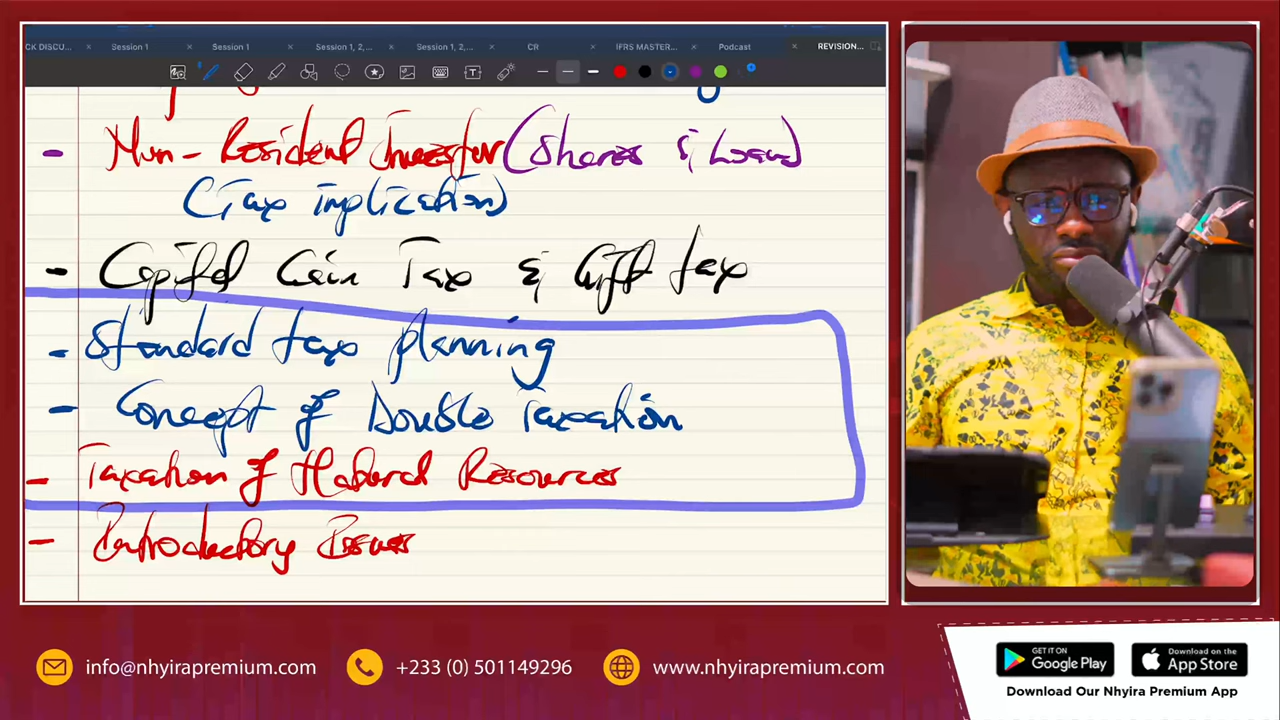 CK DISCU... × Session 1 × Session 1 × Session 1, 2,... × Session 1, 2,... × CR × IFRS MASTER... × Podcast × REVISION...
- Non-Resident Investor (Shares & Loan)
(Tax implication)
- Capital Gain Tax & Gift tax
- Standard tax planning
- Concept of Double Taxation
- Taxation of Natural Resources
- Introductory Issues
info@nhyirapremium.com +233 (0) 501149296 www.nhyirapremium.com
GET IT ON Google Play
Download on the App Store
Download Our Nhyira Premium App